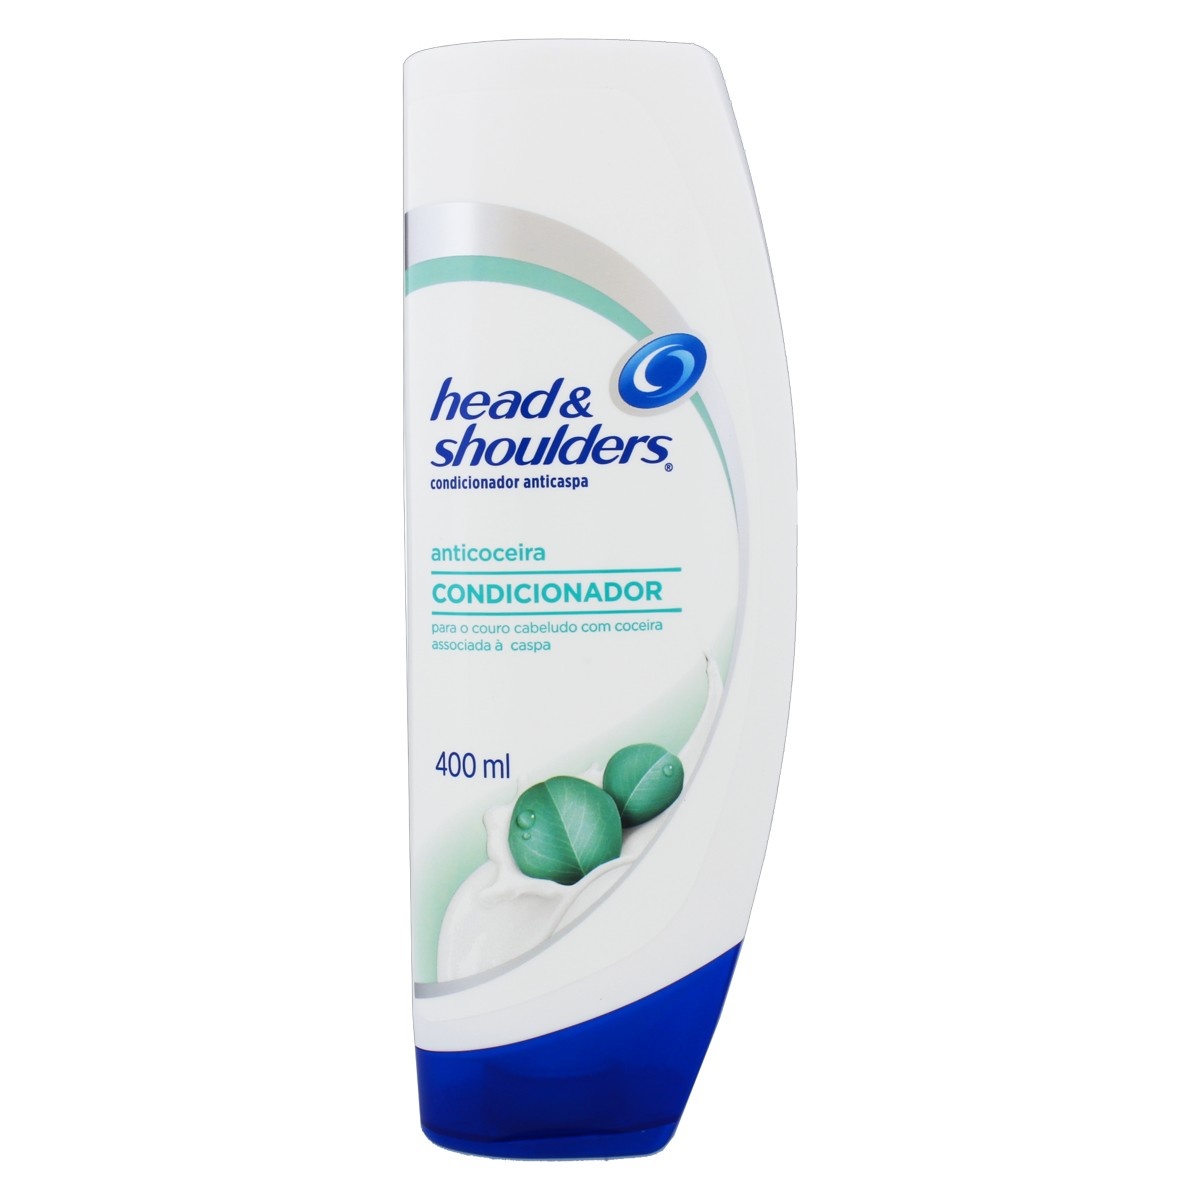 head &
shoulders®
condicionador anticaspa
anticoceira
CONDICIONADOR
para o couro cabeludo com coceira
associada à caspa
400 ml